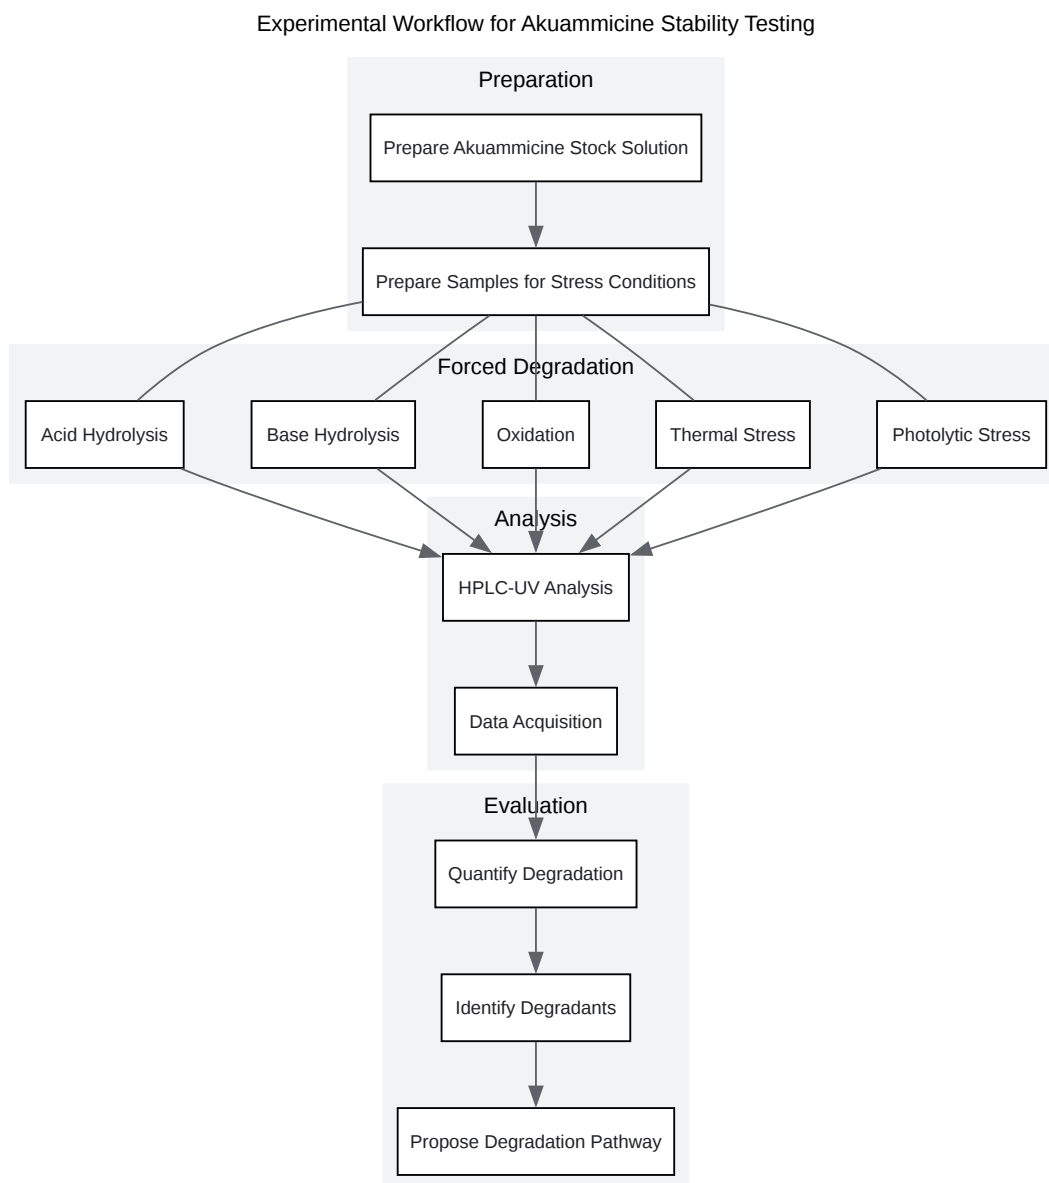 Experimental Workflow for Akuammicine Stability Testing
Preparation
Prepare Akuammicine Stock Solution
Prepare Samples for Stress Conditions
Forced Degradation
Acid Hydrolysis
Base Hydrolysis
Oxidation
Thermal Stress
Photolytic Stress
Analysis
HPLC-UV Analysis
Data Acquisition
Evaluation
Quantify Degradation
Identify Degradants
Propose Degradation Pathway